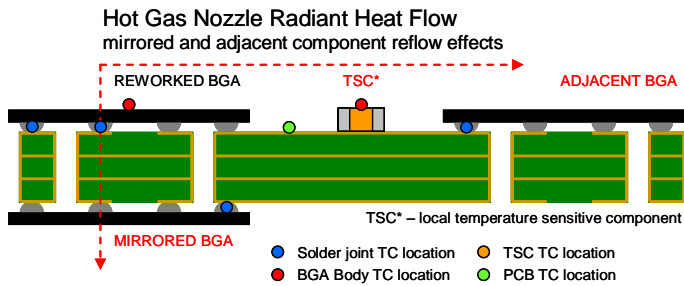 Hot Gas Nozzle Radiant Heat Flow
mirrored and adjacent component reflow effects
REWORKED BGA
TSC*
ADJACENT BGA
TSC* – local temperature sensitive component
MIRRORED BGA
Solder joint TC location
TSC TC location
BGA Body TC location
PCB TC location